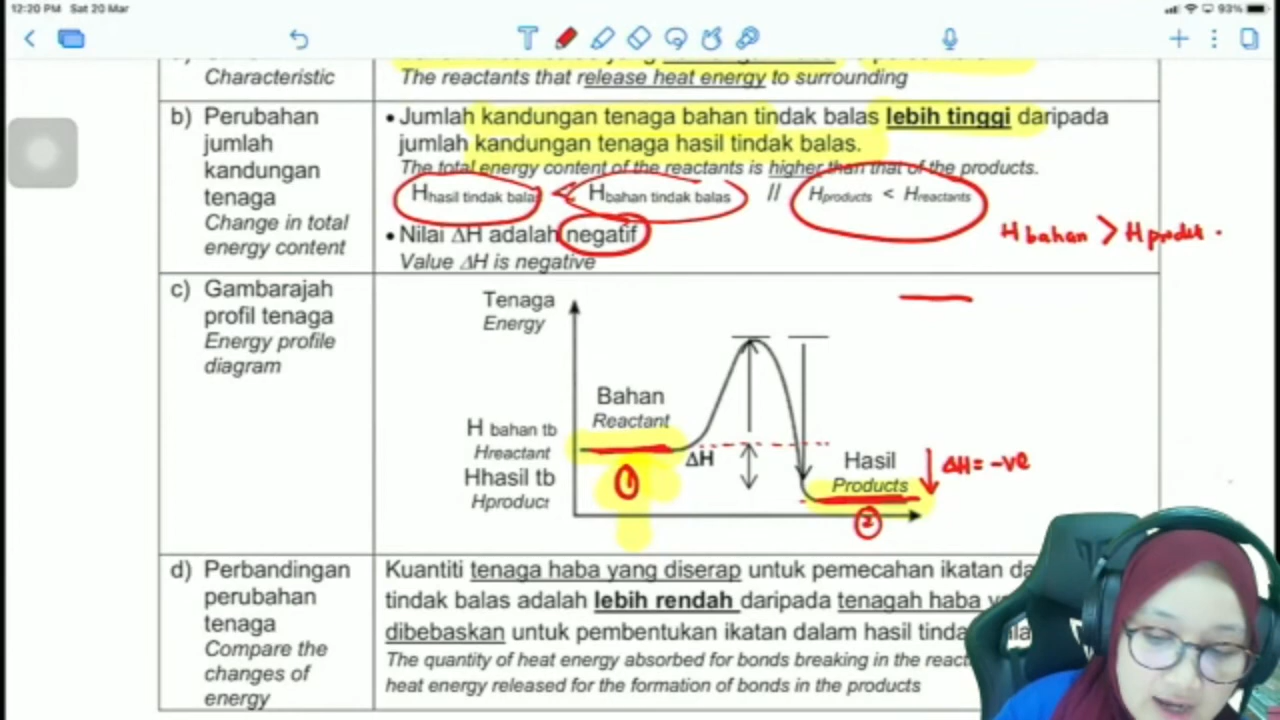 12:20 PM Sat 20 Mar
93%
Characteristic
The reactants that release heat energy to surrounding
b) Perubahan
jumlah
kandungan
tenaga
Change in total
energy content
• Jumlah kandungan tenaga bahan tindak balas lebih tinggi daripada
jumlah kandungan tenaga hasil tindak balas.
The total energy content of the reactants is higher than that of the products.
Hhasil tindak balas < Hbahan tindak balas // Hproducts < Hreactants
H bahan > H
• Nilai ΔH adalah negatif
Value ΔH is negative
c) Gambarajah
profil tenaga
Energy profile
diagram
Tenaga
Energy
Bahan
Reactant
H bahan tb
Hreactant
Hhasil tb
Hproduct
ΔH
1
Hasil
Products
2
ΔH = -ve
d) Perbandingan
perubahan
tenaga
Compare the
changes of
energy
Kuantiti tenaga haba yang diserap untuk pemecahan ikatan
tindak balas adalah lebih rendah daripada tenagah haba
dibebaskan untuk pembentukan ikatan dalam hasil
The quantity of heat energy absorbed for bonds breaking in the
heat energy released for the formation of bonds in the products